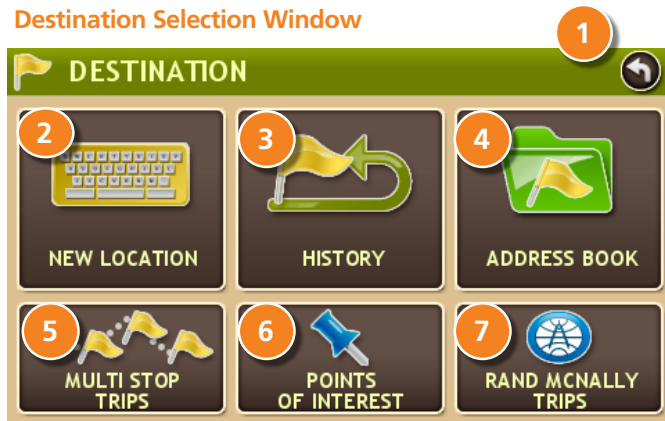 Destination Selection Window
1
DESTINATION
2
3
4
NEW LOCATION
HISTORY
ADDRESS BOOK
5
6
7
MULTI STOP
TRIPS
POINTS
OF INTEREST
RAND MCNALLY
TRIPS